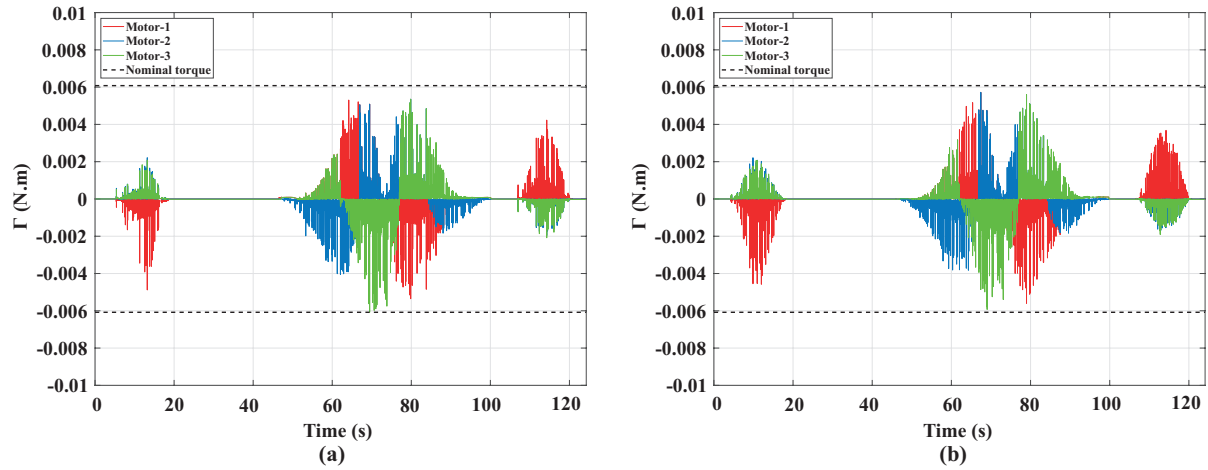 0.01
0.008
0.006
0.004
0.002
0
-0.002
-0.004
-0.006
-0.008
-0.01
Γ (N.m)
Motor-1
Motor-2
Motor-3
Nominal torque
0 20 40 60 80 100 120
Time (s)
(a)
0.01
0.008
0.006
0.004
0.002
0
-0.002
-0.004
-0.006
-0.008
-0.01
Γ (N.m)
Motor-1
Motor-2
Motor-3
Nominal torque
0 20 40 60 80 100 120
Time (s)
(b)